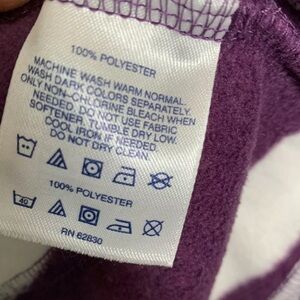 100% POLYESTER
MACHINE WASH WARM NORMAL.
WASH DARK COLORS SEPARATELY.
ONLY NON-CHLORINE BLEACH WHEN
NEEDED. DO NOT USE FABRIC
SOFTENER. TUMBLE DRY LOW.
COOL IRON IF NEEDED.
DO NOT DRY CLEAN.
100% POLYESTER
40
RN 62830